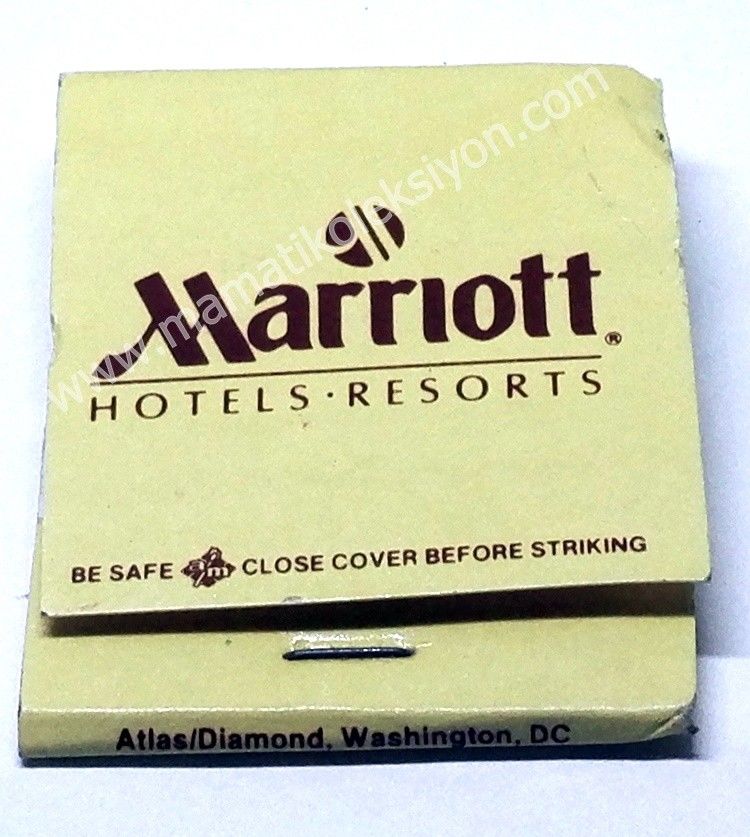 www.mamatikoleksiyon.com
Marriott®
HOTELS · RESORTS
BE SAFE CLOSE COVER BEFORE STRIKING
Atlas/Diamond, Washington, DC